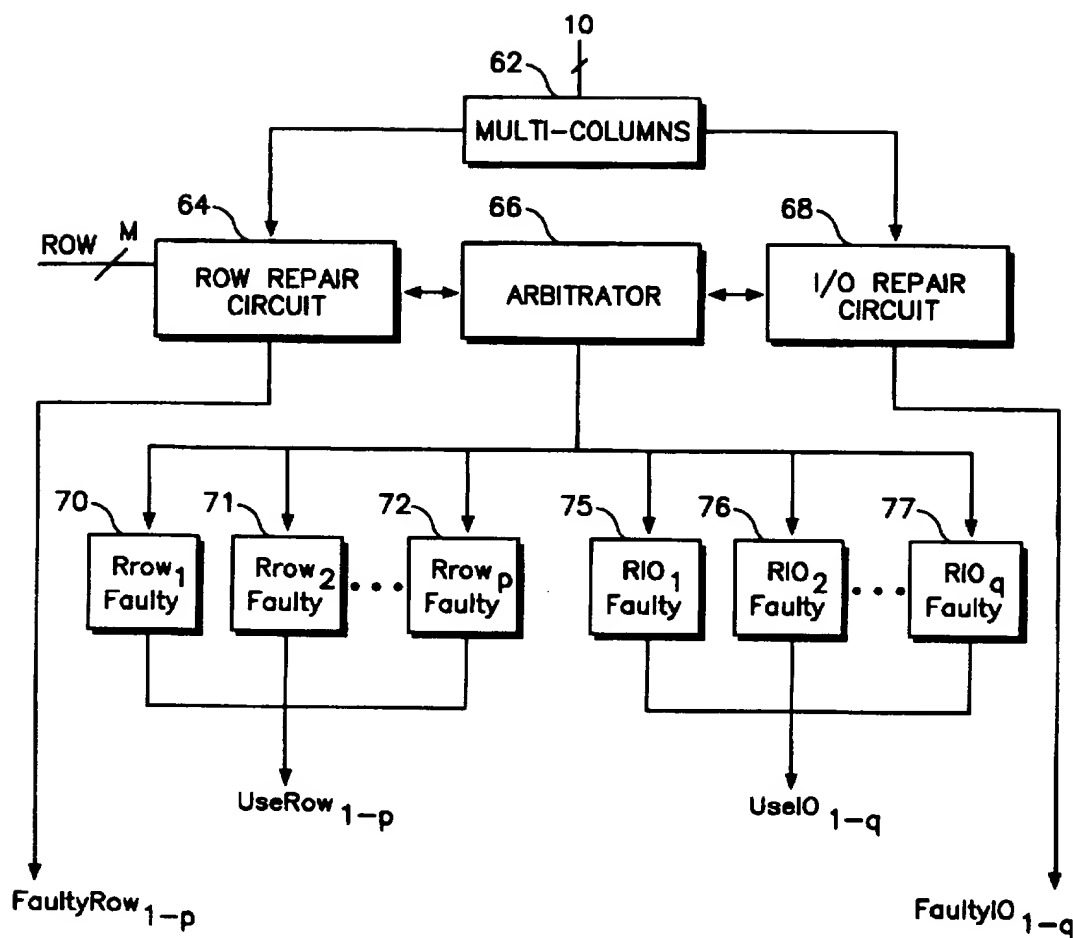 10
62
MULTI-COLUMNS
64
66
68
ROW
M
ROW REPAIR
CIRCUIT
ARBITRATOR
I/O REPAIR
CIRCUIT
70
71
72
75
76
77
Rrow1
Faulty
Rrow2
Faulty
• • •
Rrowp
Faulty
RIO1
Faulty
RIO2
Faulty
• • •
RIOq
Faulty
UseRow1-p
UseIO1-q
FaultyRow1-p
FaultyIO1-q